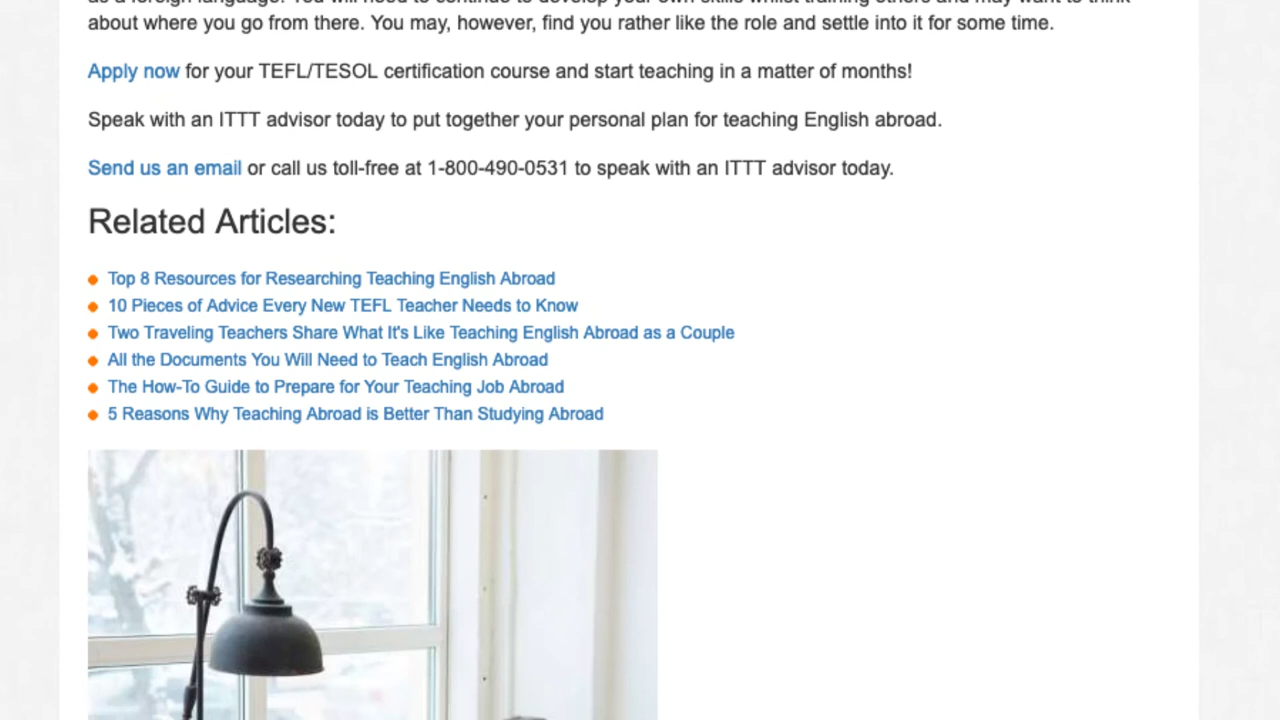 about where you go from there. You may, however, find you rather like the role and settle into it for some time.
Apply now for your TEFL/TESOL certification course and start teaching in a matter of months!
Speak with an ITTT advisor today to put together your personal plan for teaching English abroad.
Send us an email or call us toll-free at 1-800-490-0531 to speak with an ITTT advisor today.
Related Articles:
Top 8 Resources for Researching Teaching English Abroad
10 Pieces of Advice Every New TEFL Teacher Needs to Know
Two Traveling Teachers Share What It's Like Teaching English Abroad as a Couple
All the Documents You Will Need to Teach English Abroad
The How-To Guide to Prepare for Your Teaching Job Abroad
5 Reasons Why Teaching Abroad is Better Than Studying Abroad